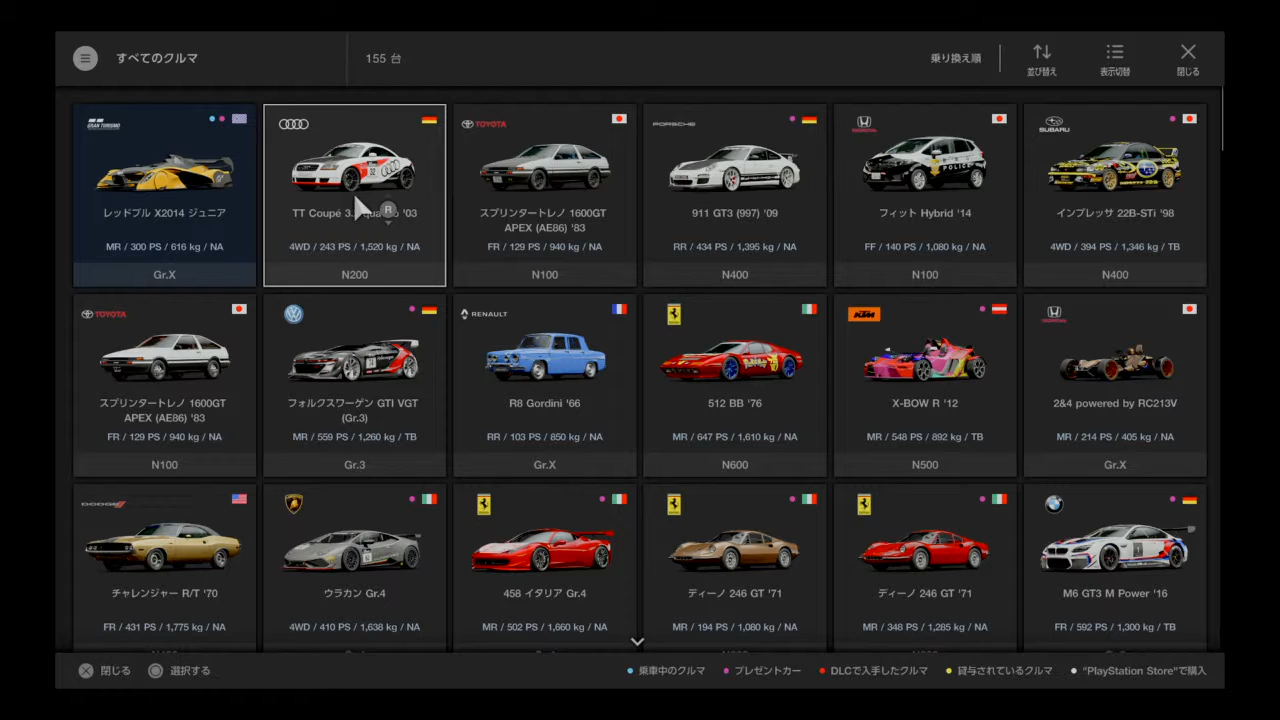 すべてのクルマ
155 台
乗り換え順
並び替え
表示切替
閉じる
GRAN TURISMO
レッドブル X2014 ジュニア
MR / 300 PS / 616 kg / NA
Gr.X
TT Coupé 3. qua o '03
R
4WD / 243 PS / 1,520 kg / NA
N200
TOYOTA
スプリンタートレノ 1600GT
APEX (AE86) '83
FR / 129 PS / 940 kg / NA
N100
PORSCHE
911 GT3 (997) '09
RR / 434 PS / 1,395 kg / NA
N400
HONDA
POLICE
フィット Hybrid '14
FF / 140 PS / 1,080 kg / NA
N100
SUBARU
インプレッサ 22B-STi '98
4WD / 394 PS / 1,346 kg / TB
N400
TOYOTA
スプリンタートレノ 1600GT
APEX (AE86) '83
FR / 129 PS / 940 kg / NA
N100
フォルクスワーゲン GTI VGT
(Gr.3)
MR / 559 PS / 1,260 kg / TB
Gr.3
RENAULT
R8 Gordini '66
RR / 103 PS / 850 kg / NA
Gr.X
512 BB '76
MR / 647 PS / 1,610 kg / NA
N600
KTM
X-BOW R '12
MR / 548 PS / 892 kg / TB
N500
HONDA
2&4 powered by RC213V
MR / 214 PS / 405 kg / NA
Gr.X
DODGE
チャレンジャー R/T '70
FR / 431 PS / 1,775 kg / NA
ウラカン Gr.4
4WD / 410 PS / 1,638 kg / NA
458 イタリア Gr.4
MR / 502 PS / 1,660 kg / NA
ディーノ 246 GT '71
MR / 194 PS / 1,080 kg / NA
ディーノ 246 GT '71
MR / 348 PS / 1,285 kg / NA
M6 GT3 M Power '16
FR / 592 PS / 1,300 kg / TB
閉じる
選択する
乗車中のクルマ
プレゼントカー
DLCで入手したクルマ
貸与されているクルマ
"PlayStation Store"で購入